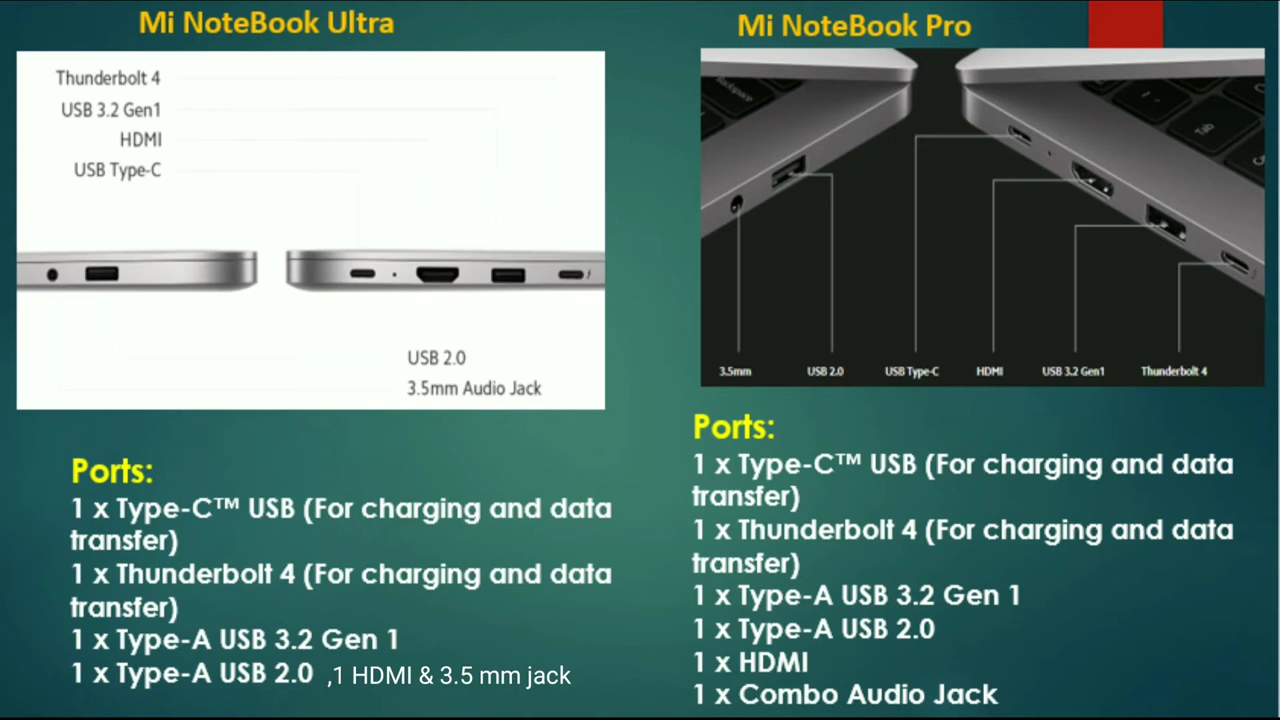 Mi NoteBook Ultra
Thunderbolt 4
USB 3.2 Gen1
HDMI
USB Type-C
USB 2.0
3.5mm Audio Jack
Ports:
1 x Type-C™ USB (For charging and data
transfer)
1 x Thunderbolt 4 (For charging and data
transfer)
1 x Type-A USB 3.2 Gen 1
1 x Type-A USB 2.0 ,1 HDMI & 3.5 mm jack
Mi NoteBook Pro
Backspace
Tab
3.5mm
USB 2.0
USB Type-C
HDMI
USB 3.2 Gen1
Thunderbolt 4
Ports:
1 x Type-C™ USB (For charging and data
transfer)
1 x Thunderbolt 4 (For charging and data
transfer)
1 x Type-A USB 3.2 Gen 1
1 x Type-A USB 2.0
1 x HDMI
1 x Combo Audio Jack